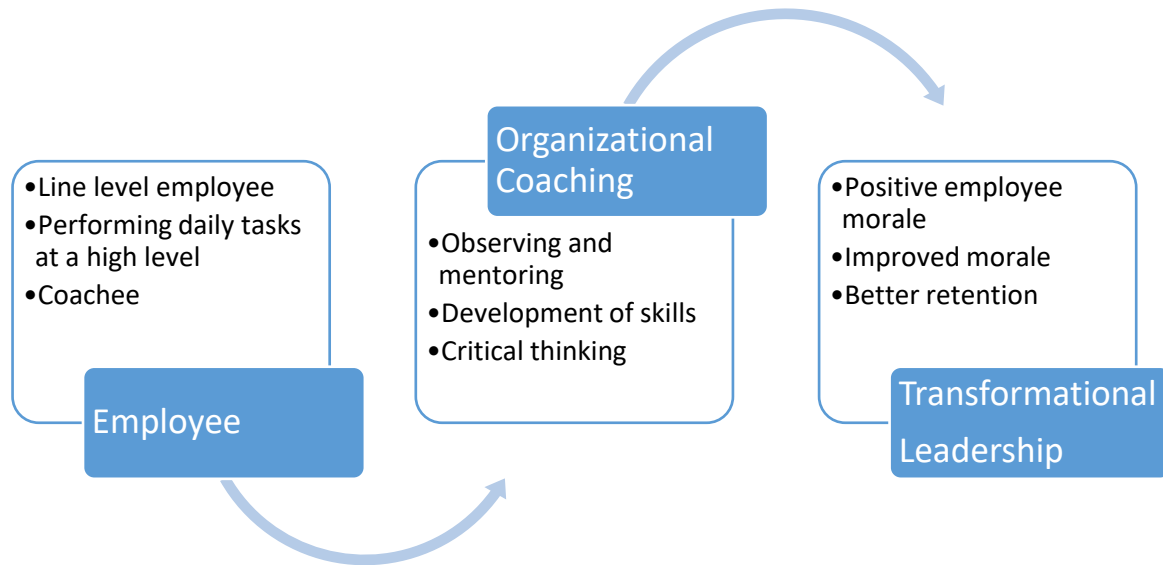 •Line level employee
•Performing daily tasks
at a high level
•Coachee
Employee
Organizational
Coaching
•Observing and
mentoring
•Development of skills
•Critical thinking
•Positive employee
morale
•Improved morale
•Better retention
Transformational
Leadership